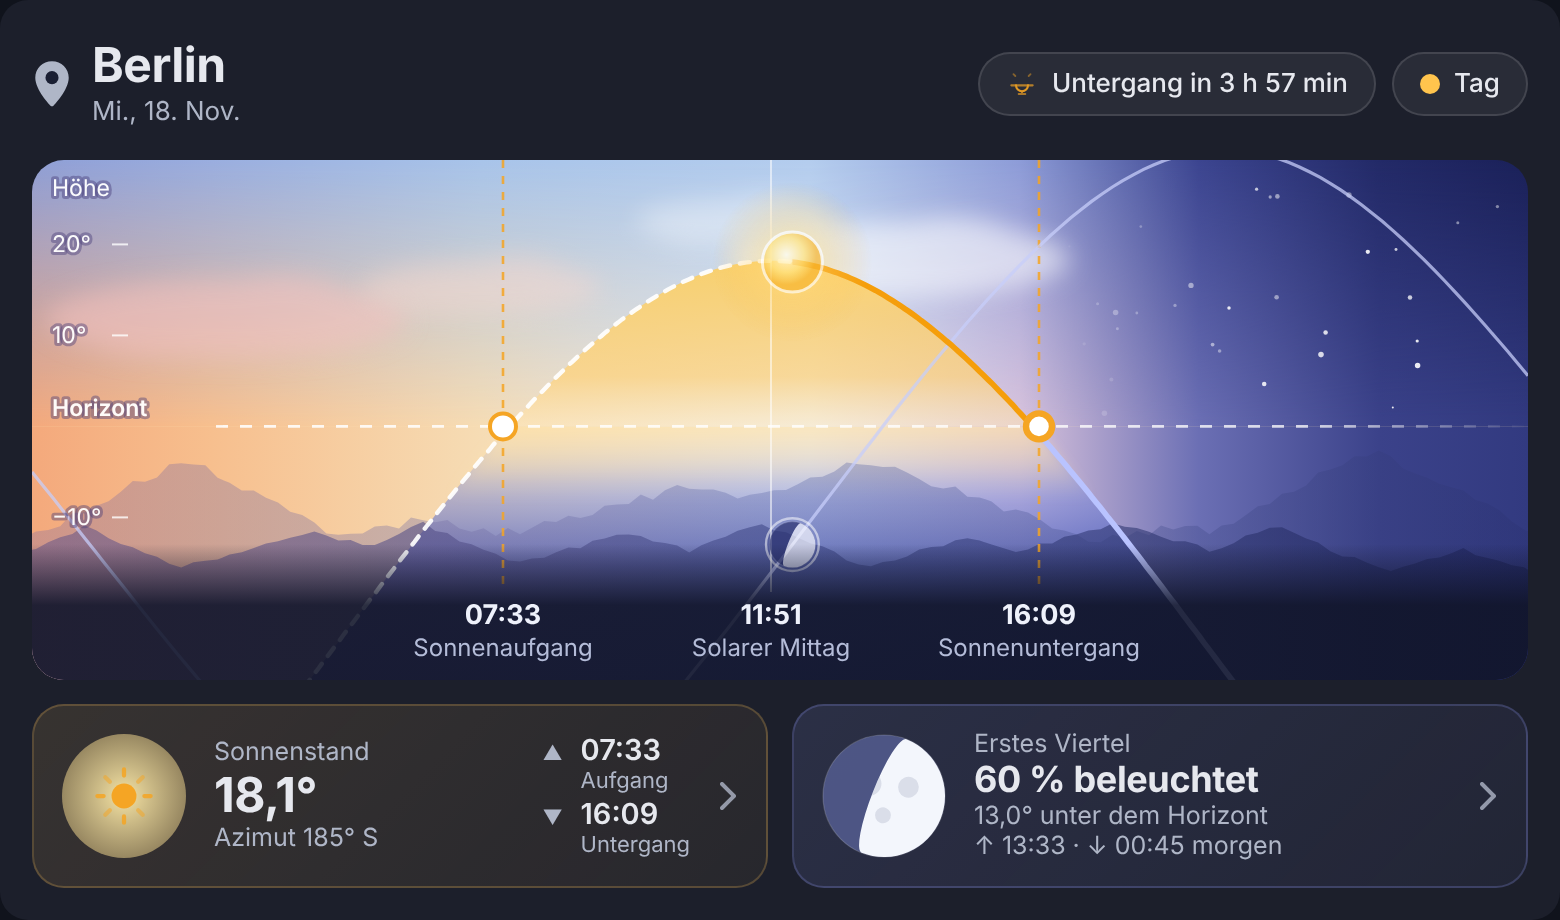 Berlin
Mi., 18. Nov.
Untergang in 3 h 57 min
Tag
Höhe
20°
10°
Horizont
−10°
07:33
Sonnenaufgang
11:51
Solarer Mittag
16:09
Sonnenuntergang
Sonnenstand
18,1°
Azimut 185° S
▲ 07:33
Aufgang
▼ 16:09
Untergang
Erstes Viertel
60 % beleuchtet
13,0° unter dem Horizont
↑ 13:33 · ↓ 00:45 morgen